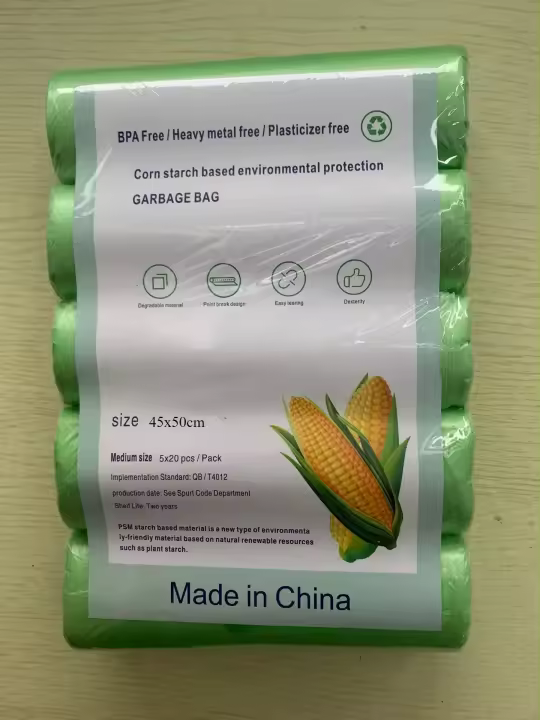 BPA Free / Heavy metal free / Plasticizer free
Corn starch based environmental protection
GARBAGE BAG
Degradable material
Point break design
Easy tearing
Dexterity
size 45x50cm
Medium size 5x20 pcs / Pack
Implementation Standard: QB / T4012
production date: See Spurt Code Department
Shelf Life: Two years
PSM starch based material is a new type of environmenta
ly-friendly material based on natural renewable resources
such as plant starch.
Made in China